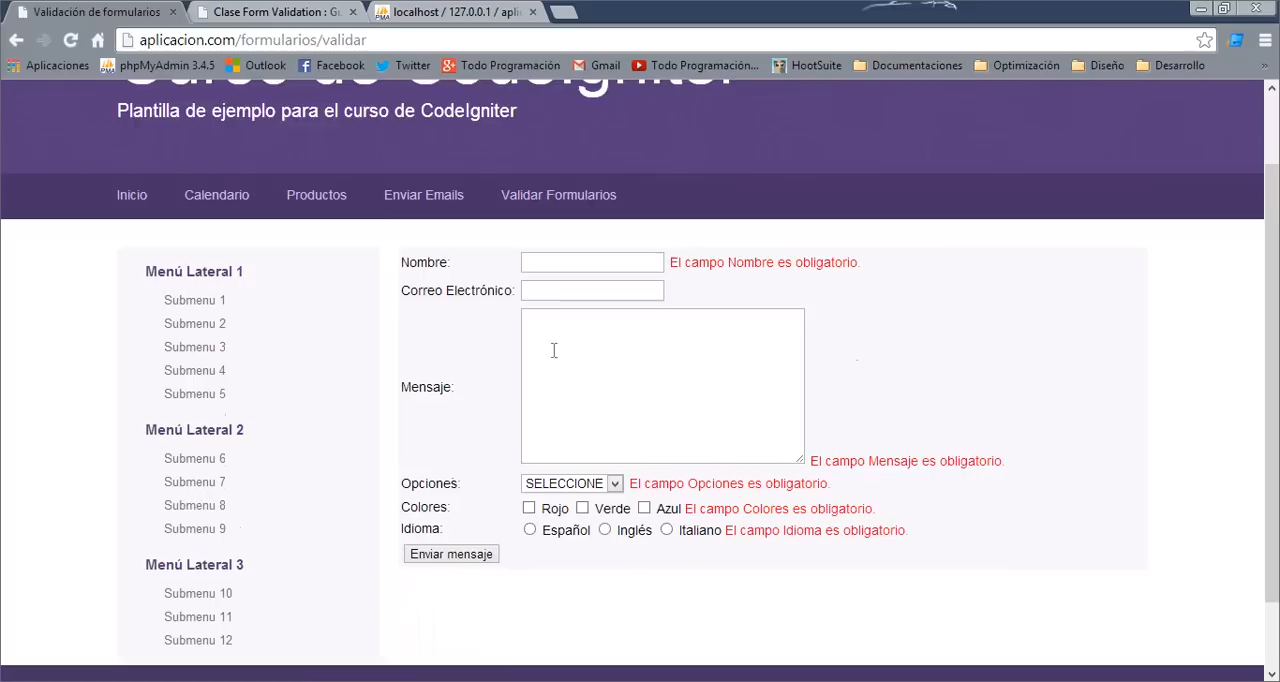 Validación de formularios
Clase Form Validation : Gu
localhost / 127.0.0.1 / apli
aplicacion.com/formularios/validar
Aplicaciones
phpMyAdmin 3.4.5
Outlook
Facebook
Twitter
Todo Programación
Gmail
Todo Programación...
HootSuite
Documentaciones
Optimización
Diseño
Desarrollo
»
Curso de CodeIgniter
Plantilla de ejemplo para el curso de CodeIgniter
Inicio
Calendario
Productos
Enviar Emails
Validar Formularios
Menú Lateral 1
Submenu 1
Submenu 2
Submenu 3
Submenu 4
Submenu 5
Menú Lateral 2
Submenu 6
Submenu 7
Submenu 8
Submenu 9
Menú Lateral 3
Submenu 10
Submenu 11
Submenu 12
Nombre: El campo Nombre es obligatorio.
Correo Electrónico:
Mensaje: El campo Mensaje es obligatorio.
Opciones: SELECCIONE El campo Opciones es obligatorio.
Colores: Rojo Verde Azul El campo Colores es obligatorio.
Idioma: Español Inglés Italiano El campo Idioma es obligatorio.
Enviar mensaje